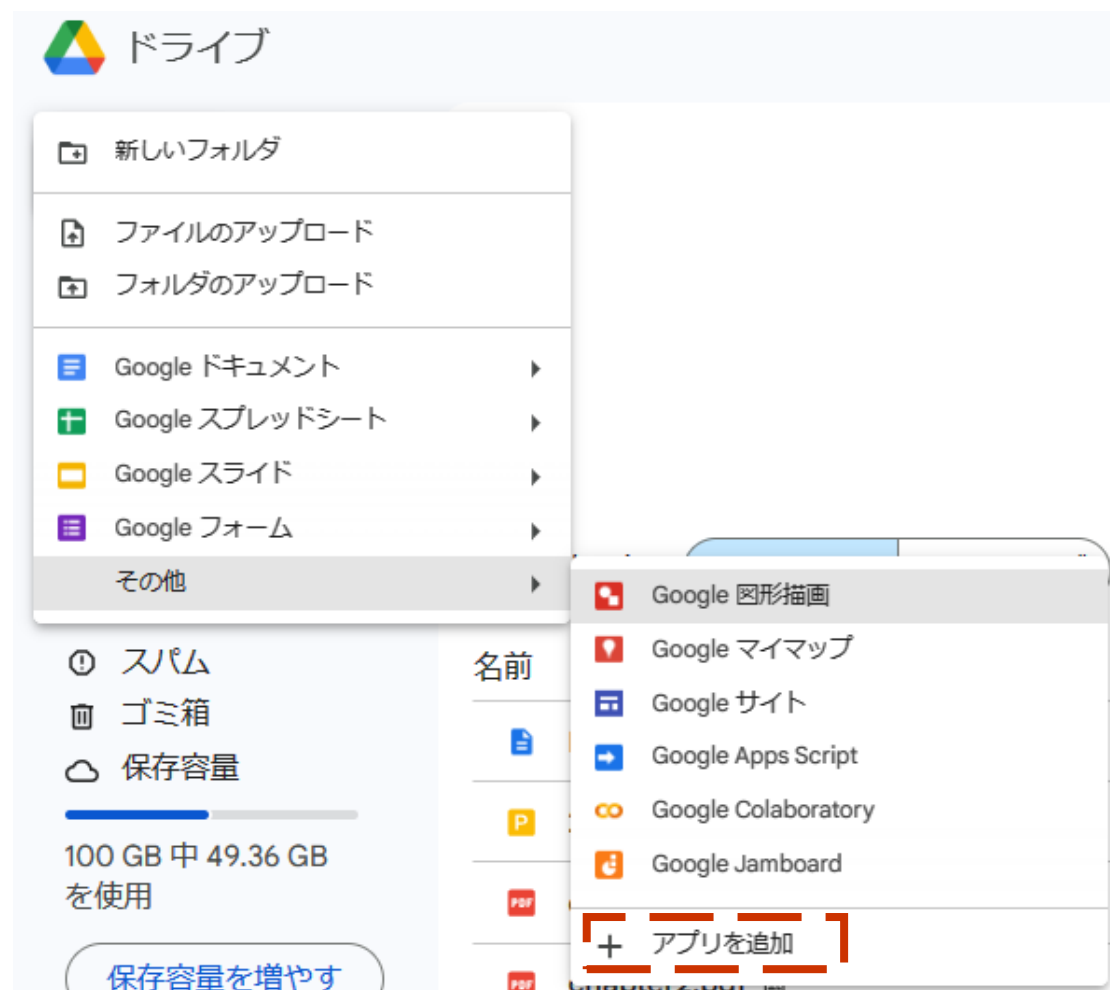 ドライブ
新しいフォルダ
ファイルのアップロード
フォルダのアップロード
Google ドキュメント
Google スプレッドシート
Google スライド
Google フォーム
その他
Google 図形描画
Google マイマップ
Google サイト
Google Apps Script
Google Colaboratory
Google Jamboard
アプリを追加
スパム
ゴミ箱
保存容量
100 GB 中 49.36 GB
を使用
保存容量を増やす
名前
P
PDF
PDF